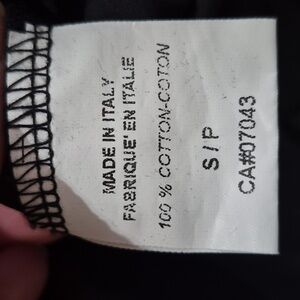 MADE IN ITALY
FABRIQUE' EN ITALIE
100 % COTTON-COTON
S / P
CA#07043